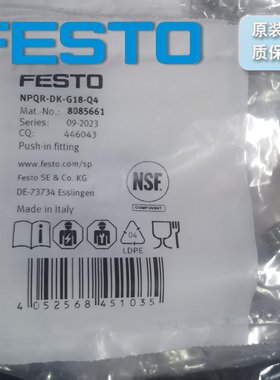 FESTO
原装
质保
FESTO
NPQR-DK-G18-Q4
Mat.-No.: 8085661
Series: 09-2023
CQ: 446043
Push-in fitting
www.festo.com/sp
Festo SE & Co. KG
DE-73734 Esslingen
NSF.
COMPONENT
Made in Italy
04
LDPE
4 052568 451035